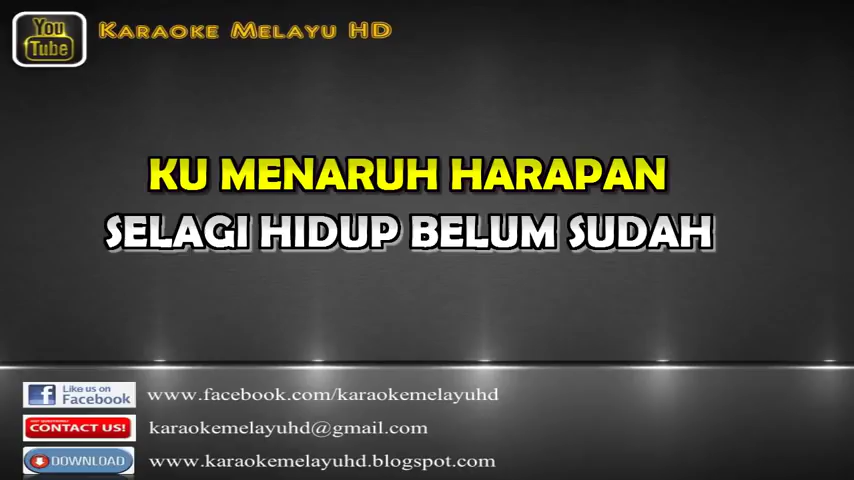 You
Tube
KARAOKE MELAYU HD
KU MENARUH HARAPAN
SELAGI HIDUP BELUM SUDAH
Like us on
Facebook
www.facebook.com/karaokemelayuhd
CONTACT US!
karaokemelayuhd@gmail.com
DOWNLOAD
www.karaokemelayuhd.blogspot.com